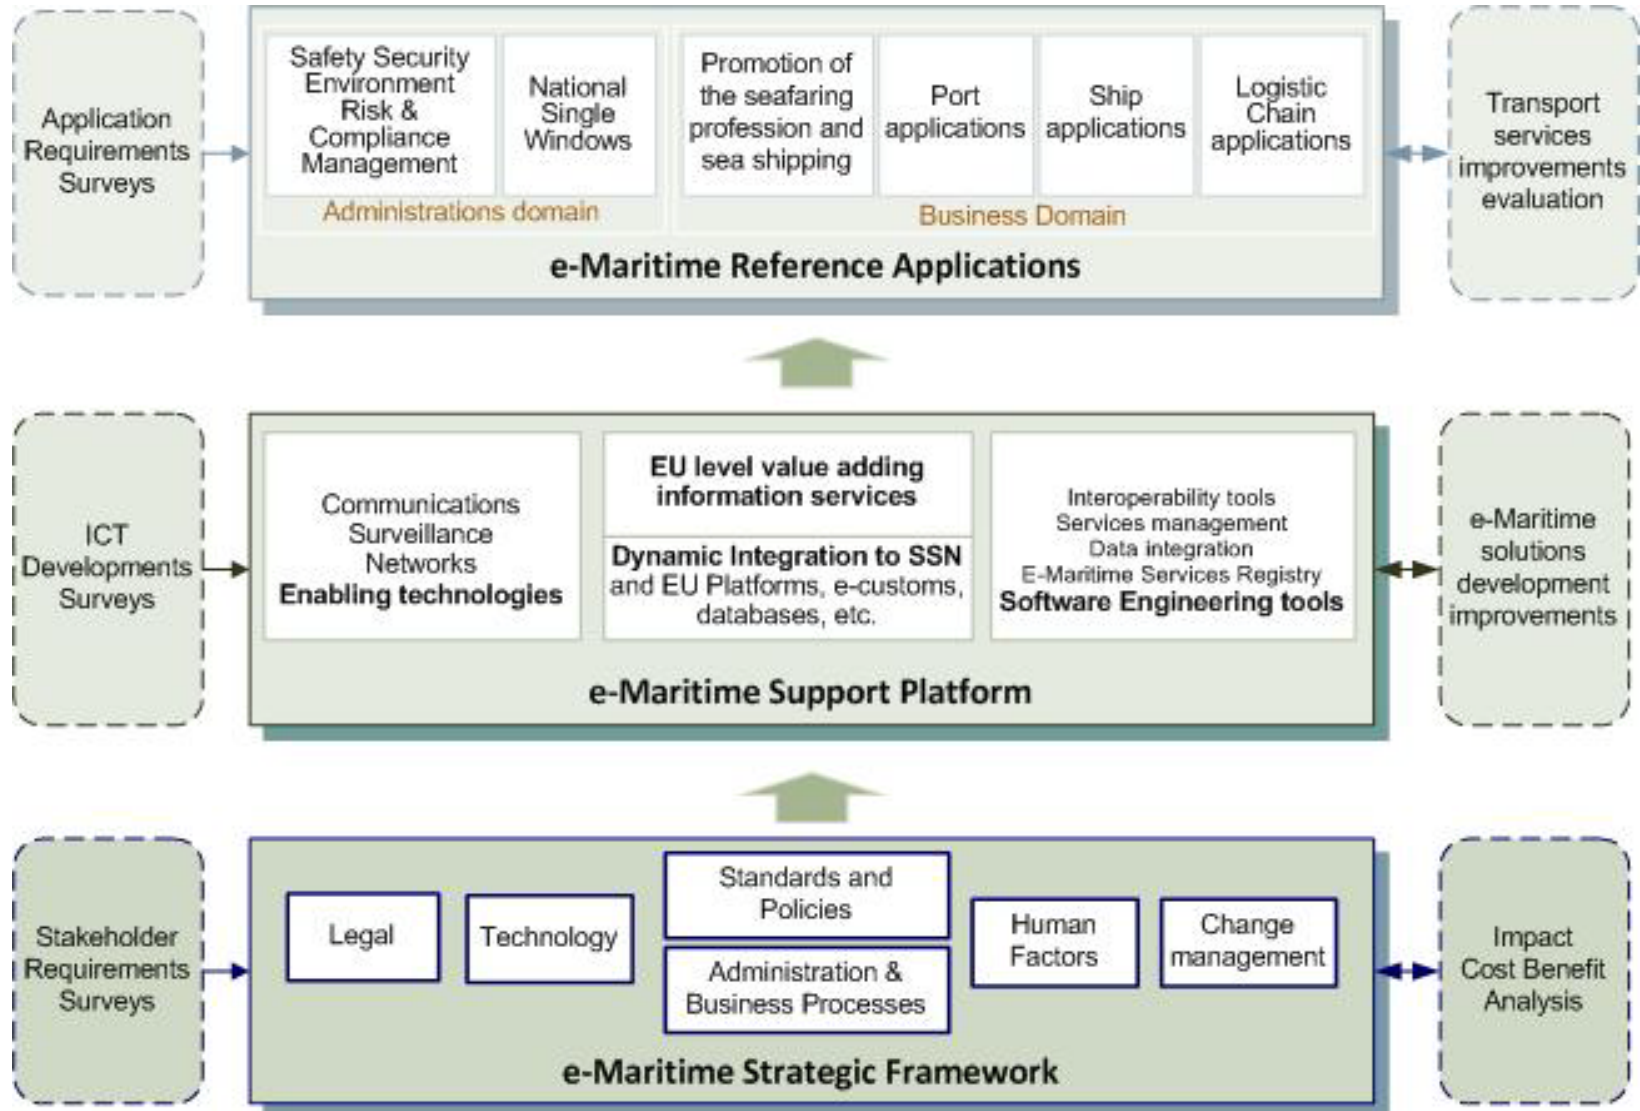 Application
Requirements
Surveys
Safety Security
Environment
Risk &
Compliance
Management
National
Single
Windows
Administrations domain
Promotion of
the seafaring
profession and
sea shipping
Port
applications
Ship
applications
Logistic
Chain
applications
Business Domain
e-Maritime Reference Applications
Transport
services
improvements
evaluation
ICT
Developments
Surveys
Communications
Surveillance
Networks
Enabling technologies
EU level value adding
information services
Dynamic Integration to SSN
and EU Platforms, e-customs,
databases, etc.
Interoperability tools
Services management
Data integration
E-Maritime Services Registry
Software Engineering tools
e-Maritime Support Platform
e-Maritime
solutions
development
improvements
Stakeholder
Requirements
Surveys
Legal
Technology
Standards and
Policies
Administration &
Business Processes
Human
Factors
Change
management
e-Maritime Strategic Framework
Impact
Cost Benefit
Analysis